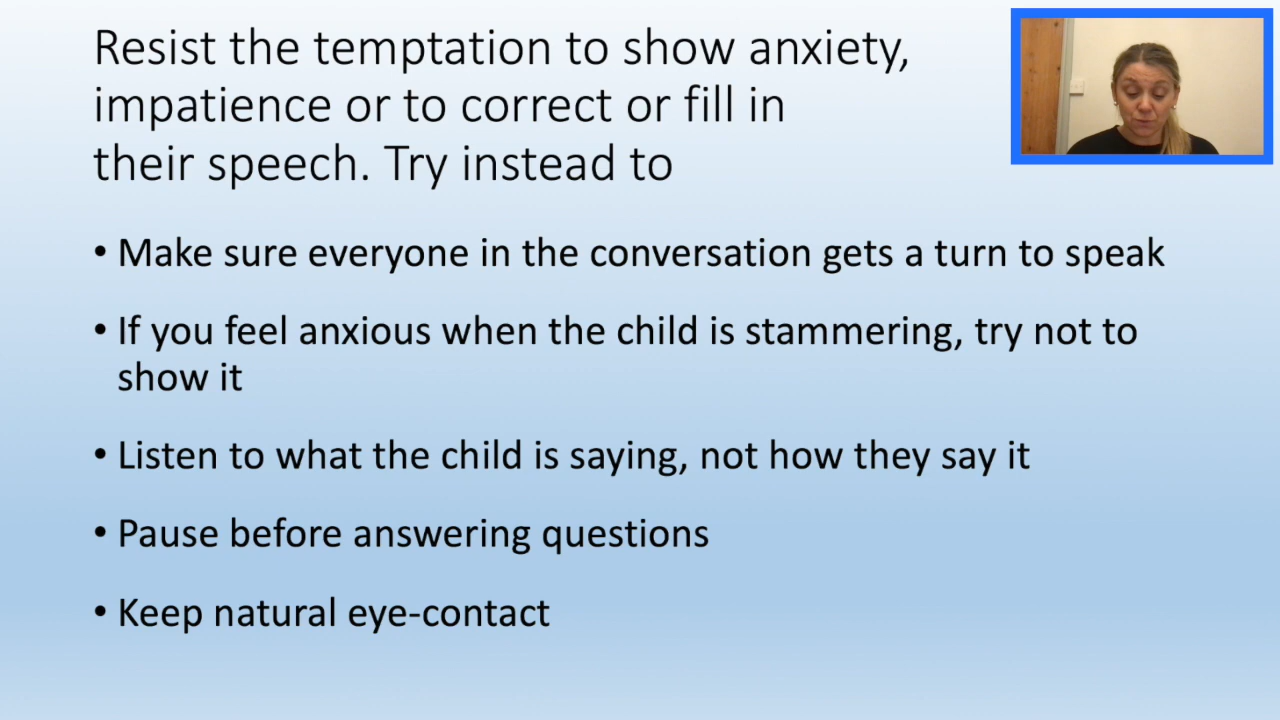 Resist the temptation to show anxiety,
impatience or to correct or fill in
their speech. Try instead to
• Make sure everyone in the conversation gets a turn to speak
• If you feel anxious when the child is stammering, try not to
show it
• Listen to what the child is saying, not how they say it
• Pause before answering questions
• Keep natural eye-contact